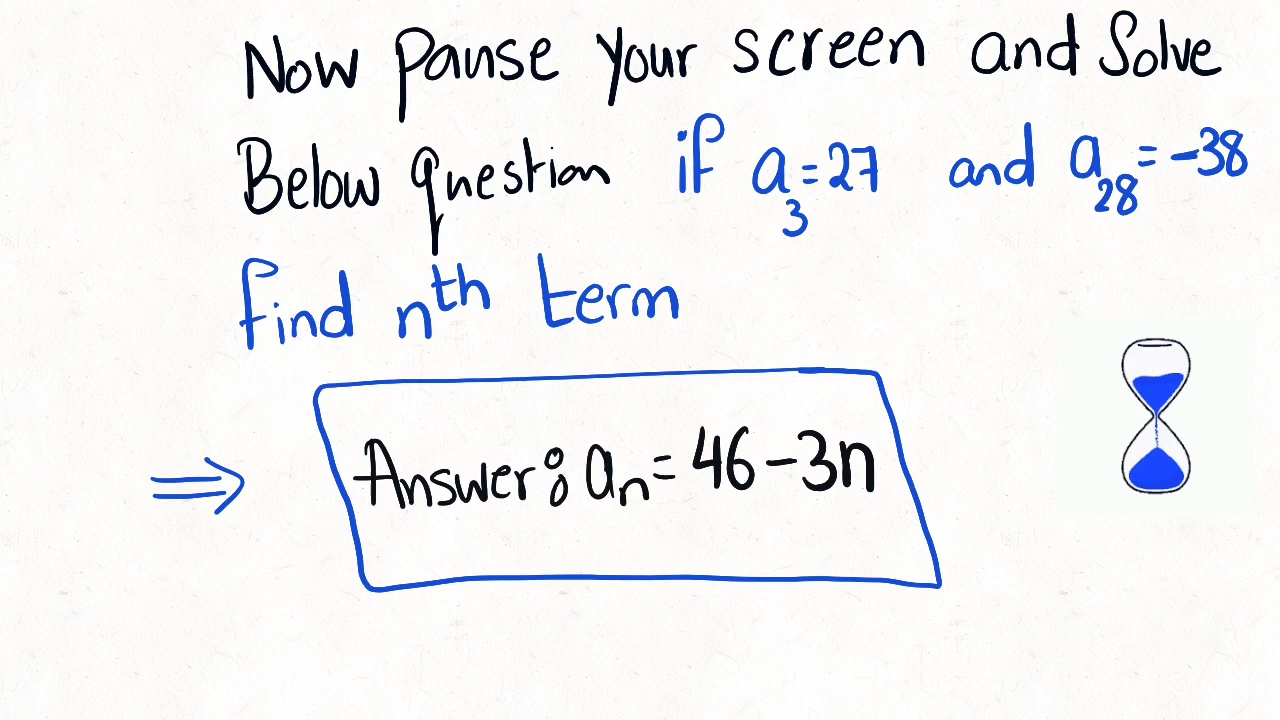 Now Pause Your screen and Solve
Below question if a₃=27 and a₂₈=-38
find nᵗʰ term
⇒ Answer: aₙ=46-3n